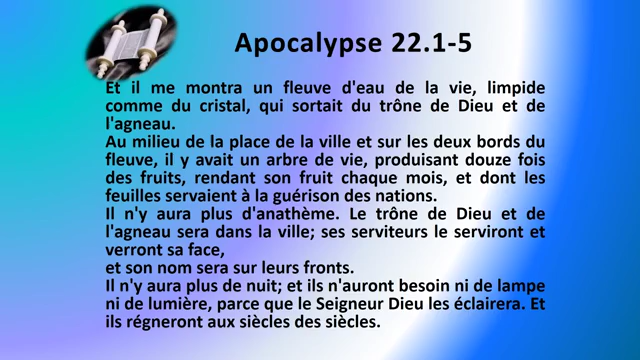 Apocalypse 22.1-5
Et il me montra un fleuve d'eau de la vie, limpide
comme du cristal, qui sortait du trône de Dieu et de
l'agneau.
Au milieu de la place de la ville et sur les deux bords du
fleuve, il y avait un arbre de vie, produisant douze fois
des fruits, rendant son fruit chaque mois, et dont les
feuilles servaient à la guérison des nations.
Il n'y aura plus d'anathème. Le trône de Dieu et de
l'agneau sera dans la ville; ses serviteurs le serviront et
verront sa face,
et son nom sera sur leurs fronts.
Il n'y aura plus de nuit; et ils n'auront besoin ni de lampe
ni de lumière, parce que le Seigneur Dieu les éclairera. Et
ils régneront aux siècles des siècles.